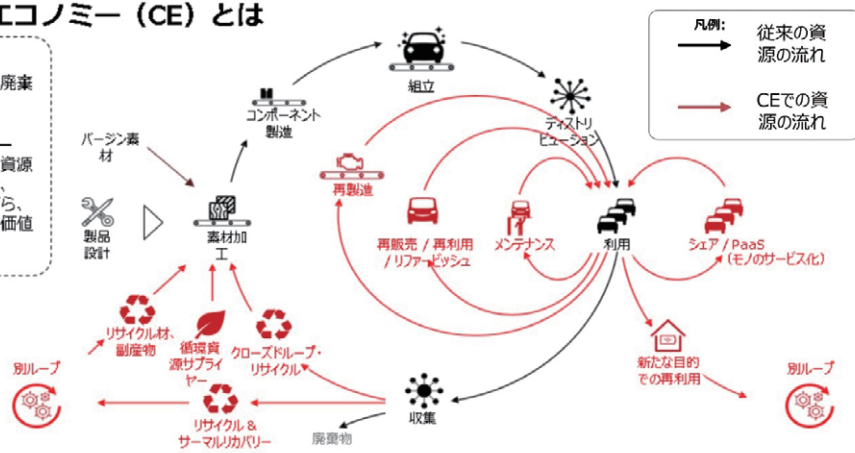 エコノミー（CE）とは
廃棄
資源
、
ら、
価値
凡例：
従来の資
源の流れ
CEでの資
源の流れ
組立
コンポーネント
製造
ディストリ
ビューション
バージン素
材
再製造
製品
設計
素材加
工
再販売 / 再利用
/ リファービッシュ
メンテナンス
利用
シェア / PaaS
（モノのサービス化）
リサイクル材、
副産物
循環資
源サプライ
ヤー
クローズドループ・
リサイクル
新たな目的
での再利用
別ループ
別ループ
リサイクル &
サーマルリカバリー
収集
廃棄物